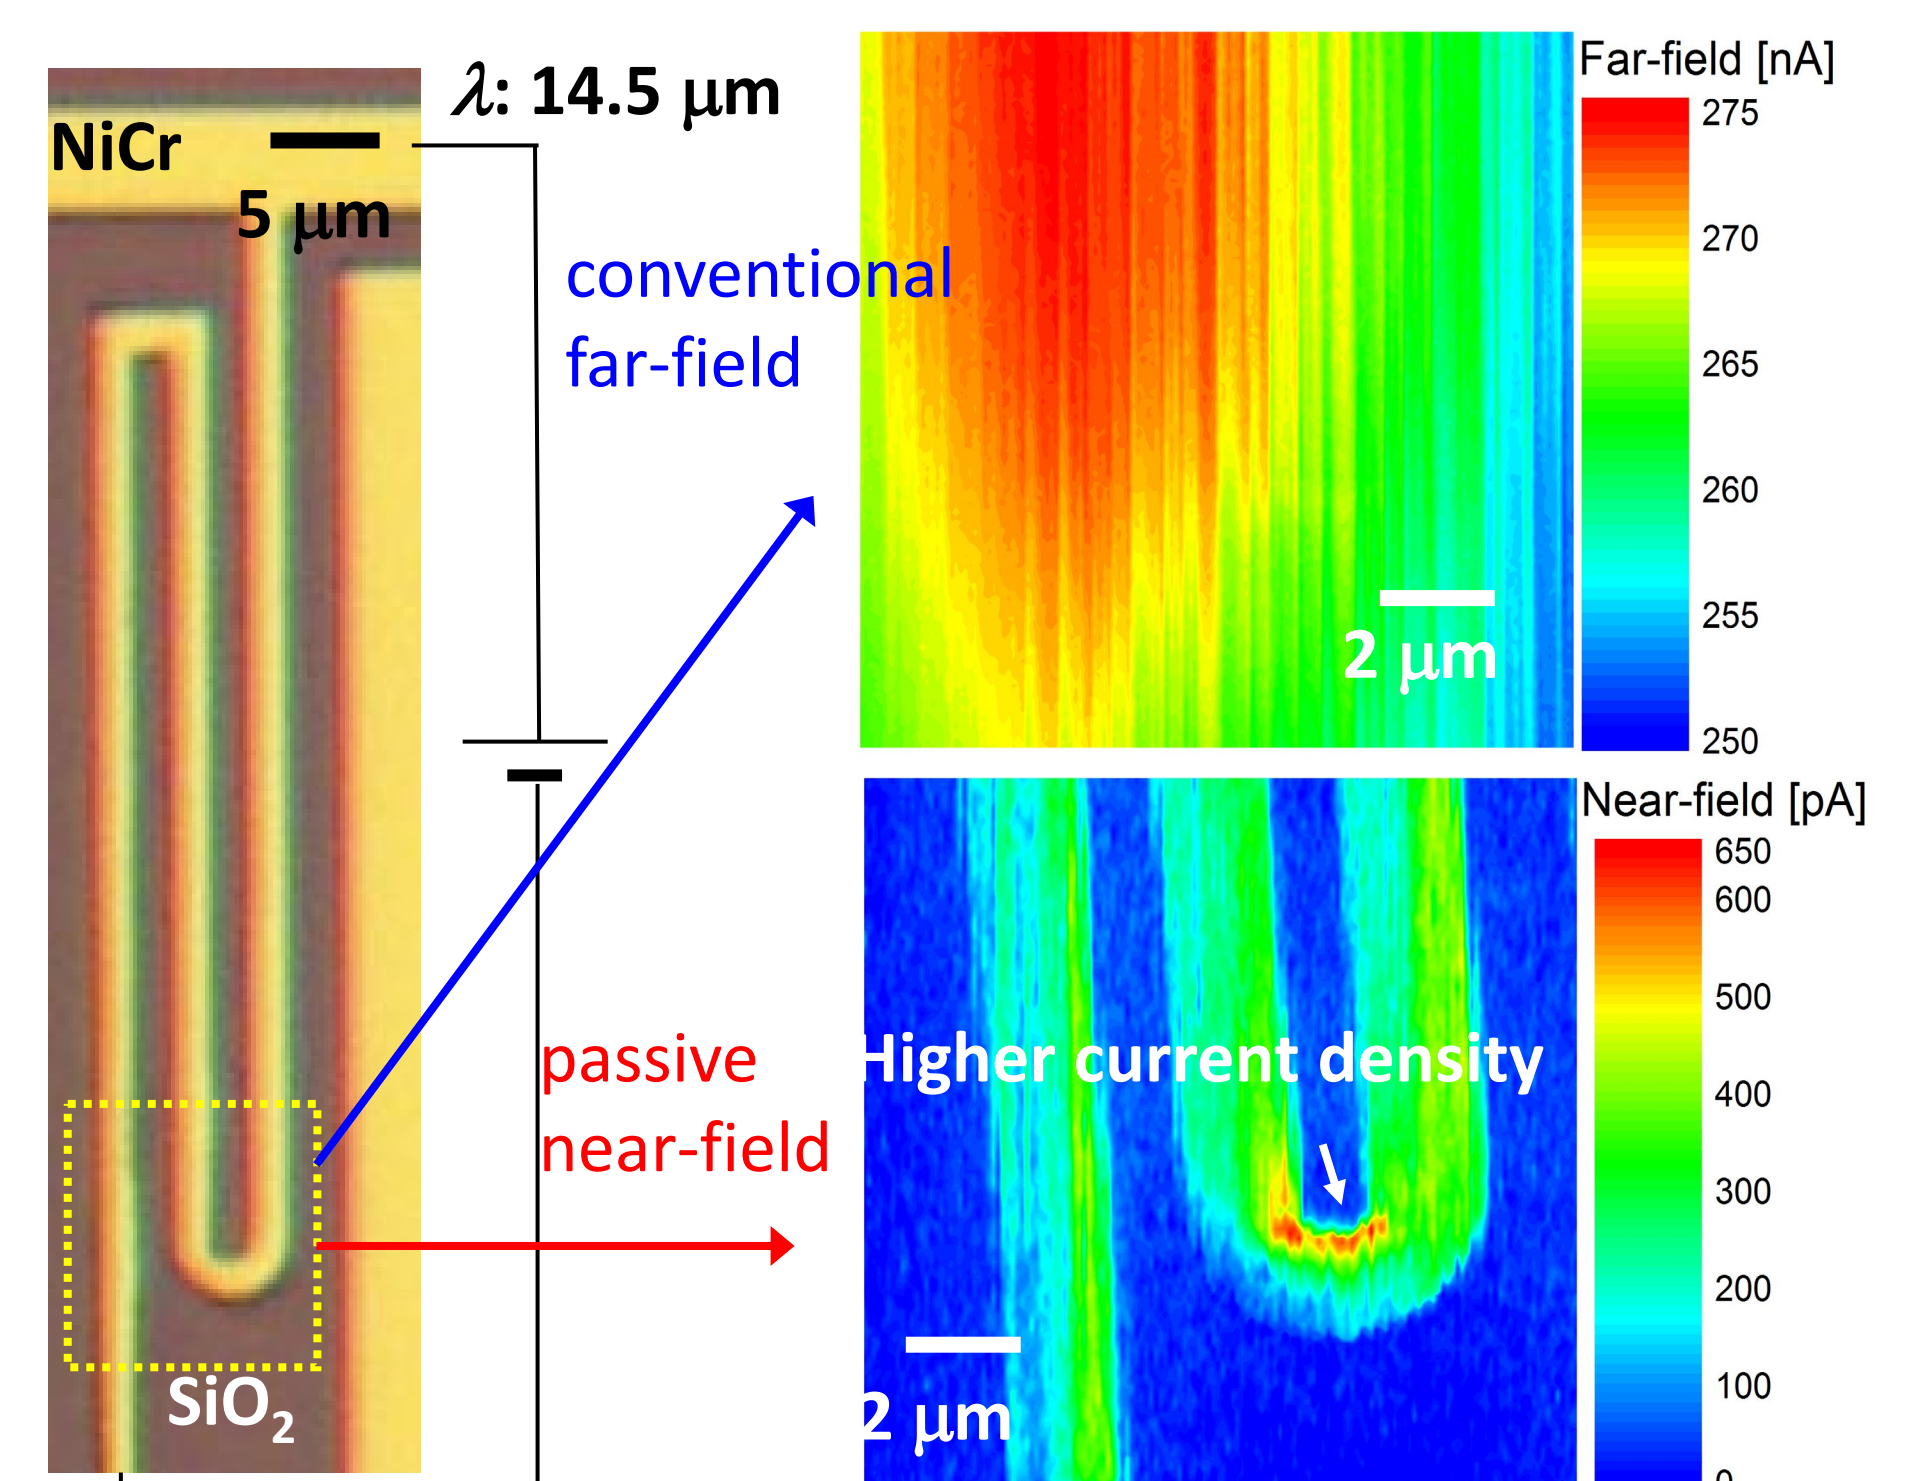 λ: 14.5 μm
NiCr
5 μm
conventional
far-field
2 μm
Far-field [nA]
275
270
265
260
255
250
passive
near-field
Higher current density
2 μm
SiO₂
Near-field [pA]
650
600
500
400
300
200
100
0